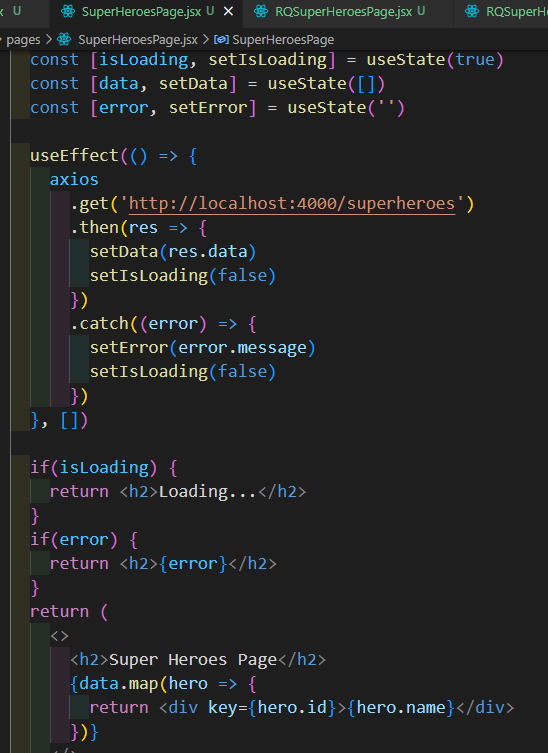 x U SuperHeroesPage.jsx U × RQSuperHeroesPage.jsx U RQSuperH
pages > SuperHeroesPage.jsx > SuperHeroesPage
const [isLoading, setIsLoading] = useState(true)
const [data, setData] = useState([])
const [error, setError] = useState('')
useEffect(() => {
axios
.get('http://localhost:4000/superheroes')
.then(res => {
setData(res.data)
setIsLoading(false)
})
.catch((error) => {
setError(error.message)
setIsLoading(false)
})
}, [])
if(isLoading) {
return <h2>Loading...</h2>
}
if(error) {
return <h2>{error}</h2>
}
return (
<>
<h2>Super Heroes Page</h2>
{data.map(hero => {
return <div key={hero.id}>{hero.name}</div>
})}